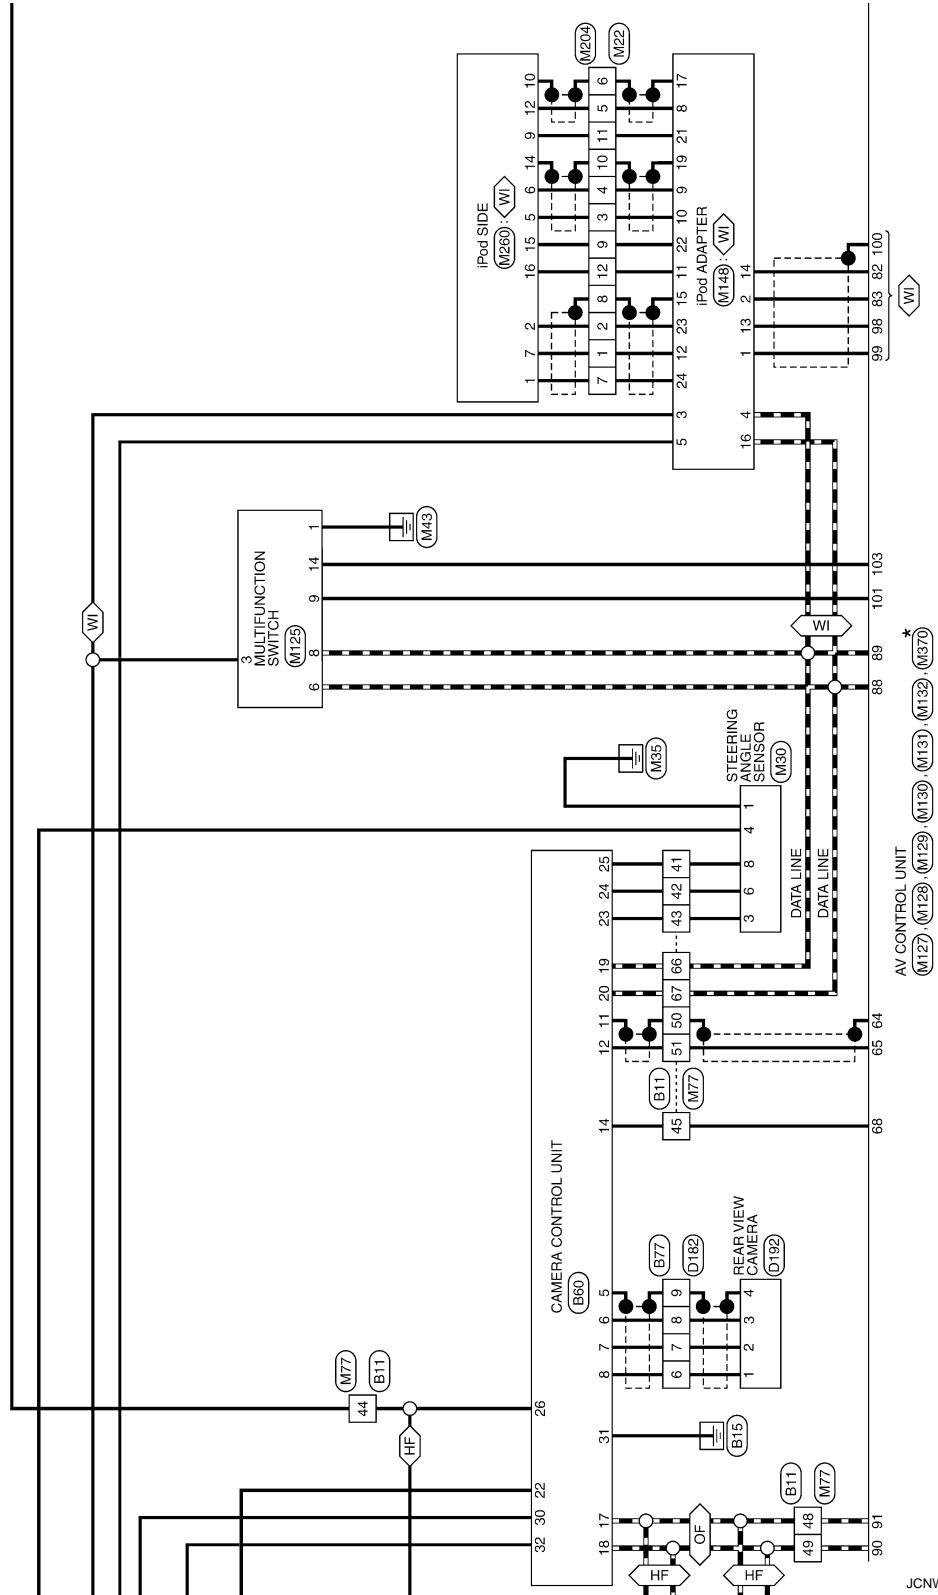 M204
M22
10
12
9
14
6
5
15
16
2
7
1
iPod SIDE
M260 : WI
6
5
11
10
4
3
9
12
8
2
1
7
17
8
21
19
9
10
22
11
15
23
12
24
3
5
iPod ADAPTER
M148 : WI
14
2
13
1
4
16
100
82
83
98
99
WI
WI
MULTIFUNCTION
SWITCH
M125
3
1
14
9
8
6
M43
103
101
89
88
WI
M35
STEERING
ANGLE
SENSOR
M30
1
4
8
6
3
DATA LINE
DATA LINE
AV CONTROL UNIT
M127 , M128 , M129 , M130 , M131 , M132 , M370 *
25
24
23
19
20
11
12
14
41
42
43
66
67
50
51
45
B11
M77
64
65
68
CAMERA CONTROL UNIT
B60
5
6
7
8
31
17
18
26
22
30
32
B77
D182
9
8
7
6
REAR VIEW
CAMERA
D192
4
3
2
1
M77
B11
44
HF
B15
OF
HF
HF
B11
M77
48
49
91
90